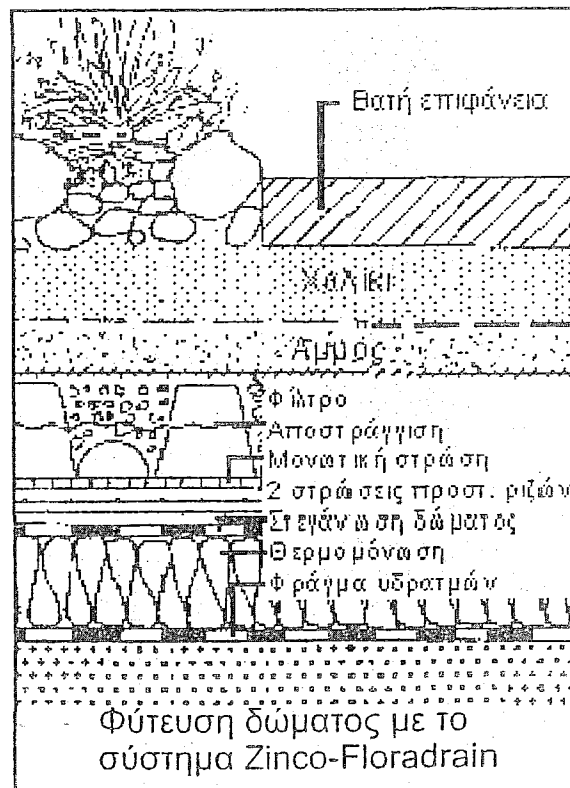 Βατή επιφάνεια
Χαλίκι
Άμμος
Φίλτρο
Αποστράγγιση
Μονωτική στρώση
2 στρώσεις προστ. ριζών
Στεγάνωση δώματος
Θερμομόνωση
Φράγμα υδρατμών
Φύτευση δώματος με το
σύστημα Zinco-Floradrain